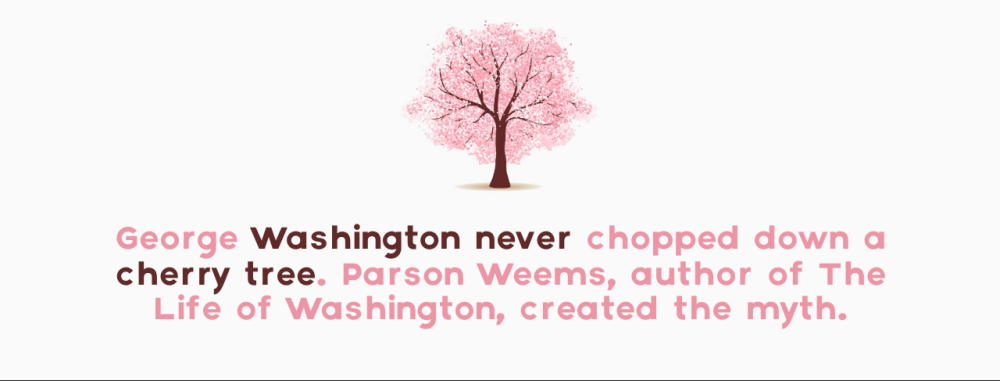 George Washington never chopped down a
cherry tree. Parson Weems, author of The
Life of Washington, created the myth.